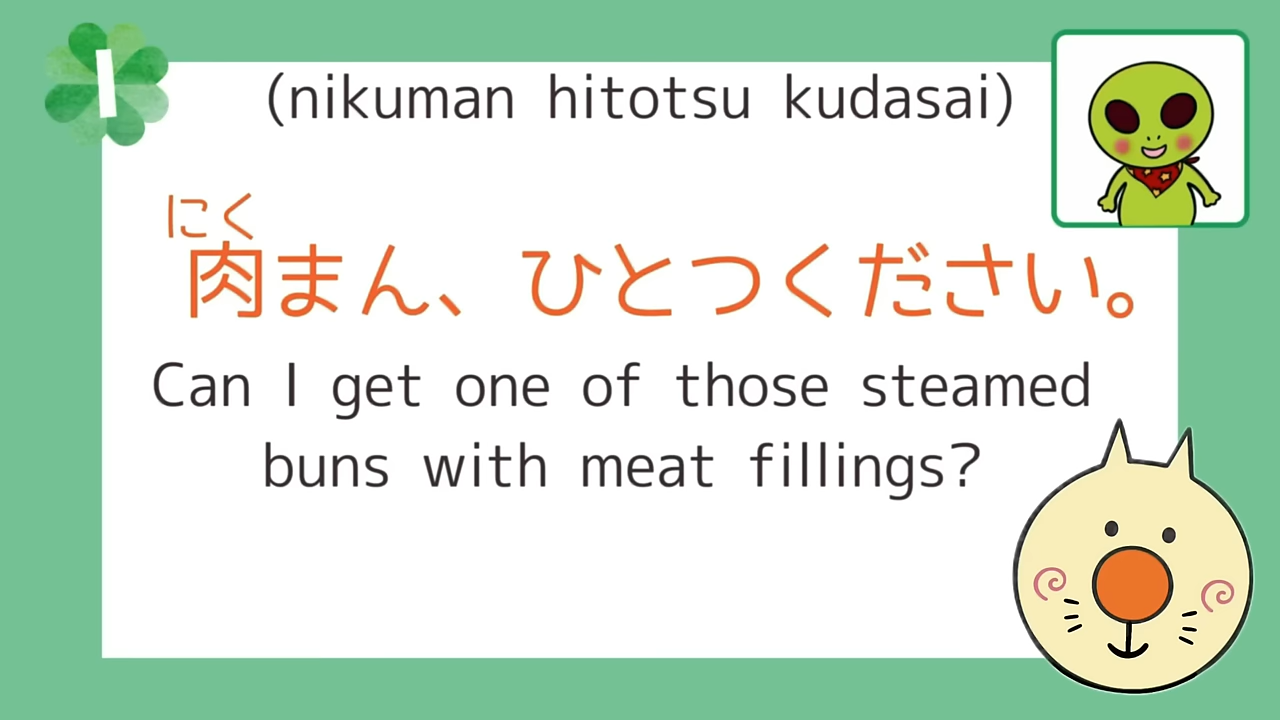 1
(nikuman hitotsu kudasai)
にく
肉まん、ひとつください。
Can I get one of those steamed
buns with meat fillings?